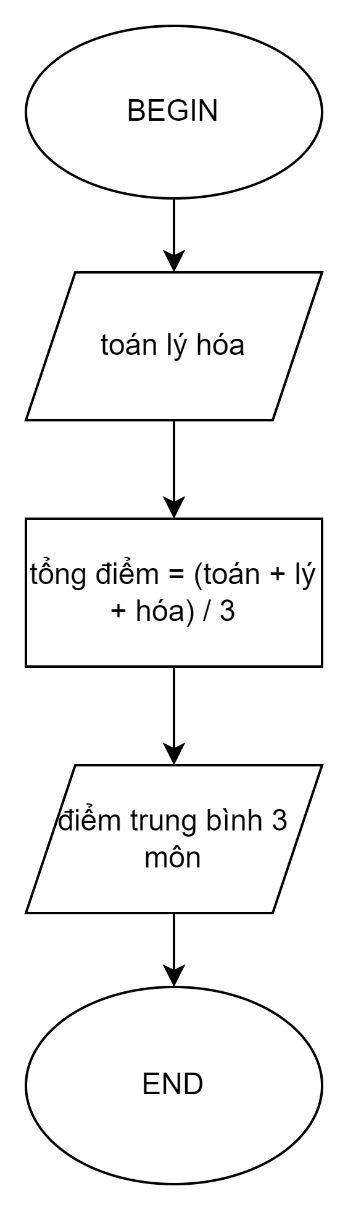 BEGIN
toán lý hóa
tổng điểm = (toán + lý
+ hóa) / 3
điểm trung bình 3
môn
END